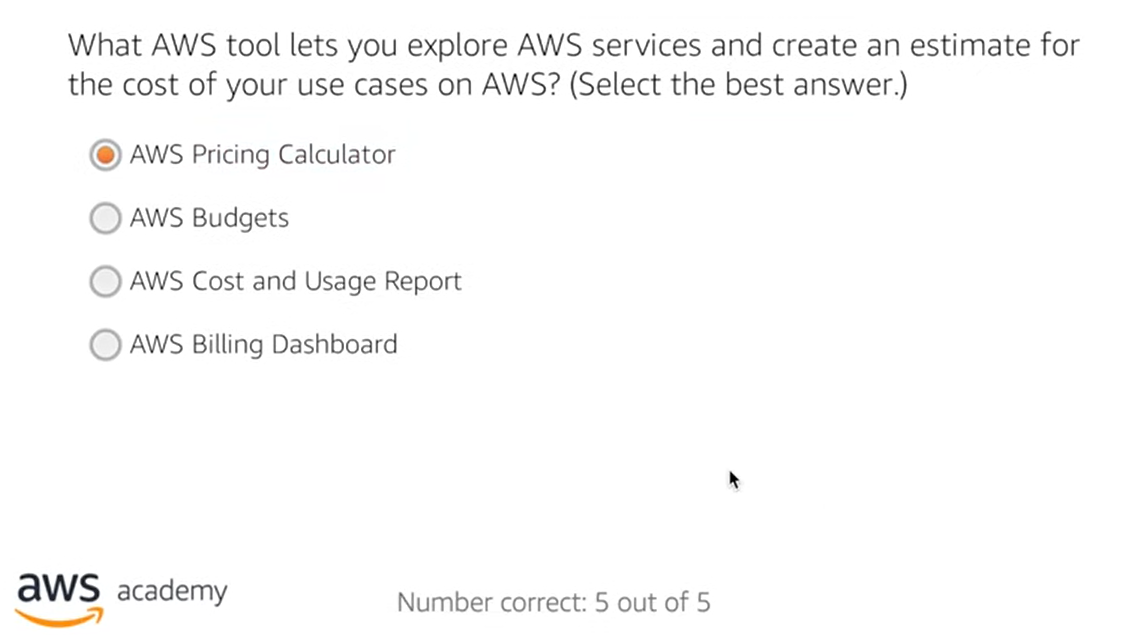 What AWS tool lets you explore AWS services and create an estimate for
the cost of your use cases on AWS? (Select the best answer.)
AWS Pricing Calculator
AWS Budgets
AWS Cost and Usage Report
AWS Billing Dashboard
aws academy
Number correct: 5 out of 5